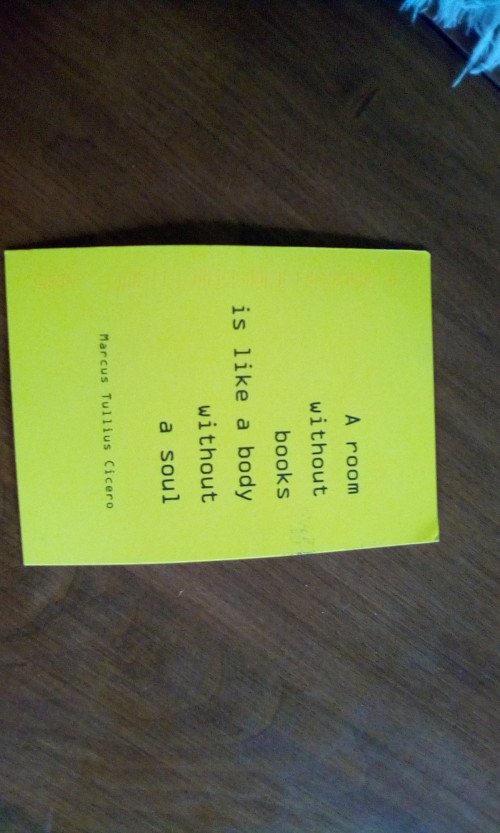 A room
without
books
is like a body
without
a soul
Marcus Tullius Cicero